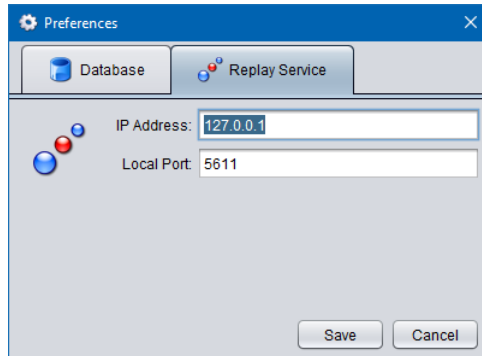 Preferences
Database
Replay Service
IP Address: 127.0.0.1
Local Port: 5611
Save
Cancel